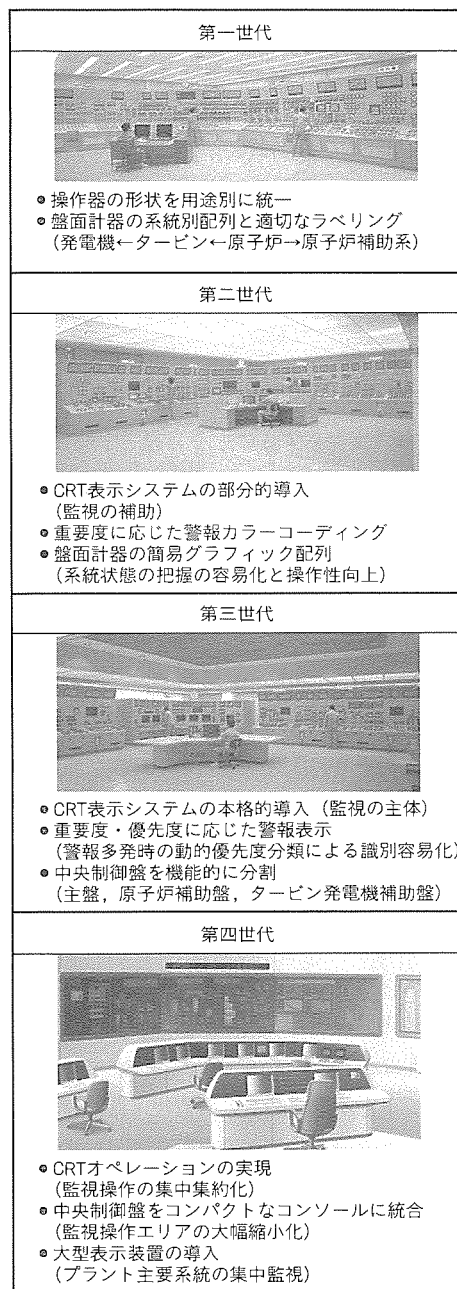 第一世代
• 操作器の形状を用途別に統一
• 盤面計器の系統別配列と適切なラベリング
(発電機←タービン←原子炉→原子炉補助系)
第二世代
• CRT表示システムの部分的導入
(監視の補助)
• 重要度に応じた警報カラーコーディング
• 盤面計器の簡易グラフィック配列
(系統状態の把握の容易化と操作性向上)
第三世代
• CRT表示システムの本格的導入（監視の主体）
• 重要度・優先度に応じた警報表示
(警報多発時の動的優先度分類による識別容易化)
• 中央制御盤を機能的に分割
(主盤，原子炉補助盤，タービン発電機補助盤)
第四世代
• CRTオペレーションの実現
(監視操作の集中集約化)
• 中央制御盤をコンパクトなコンソールに統合
(監視操作エリアの大幅縮小化)
• 大型表示装置の導入
(プラント主要系統の集中監視)